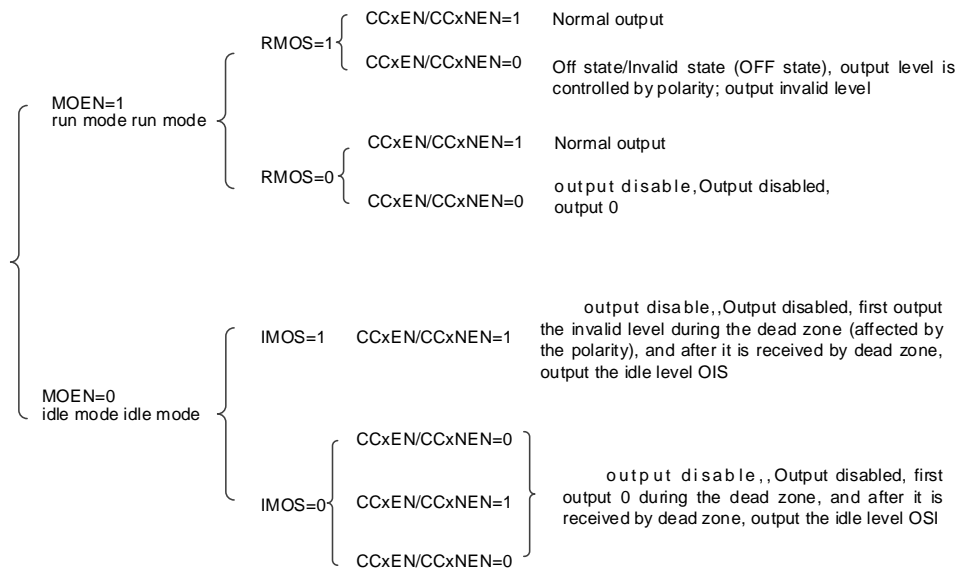 CCxEN/CCxNEN=1 Normal output
RMOS=1
CCxEN/CCxNEN=0 Off state/Invalid state (OFF state), output level is
controlled by polarity; output invalid level
MOEN=1
run mode run mode
CCxEN/CCxNEN=1 Normal output
RMOS=0
CCxEN/CCxNEN=0 output disable,Output disabled,
output 0
output disable,,Output disabled, first output
IMOS=1 CCxEN/CCxNEN=1 the invalid level during the dead zone (affected by
the polarity), and after it is received by dead zone,
output the idle level OIS
MOEN=0
idle mode idle mode
CCxEN/CCxNEN=0
output disable,,Output disabled, first
IMOS=0 CCxEN/CCxNEN=1 output 0 during the dead zone, and after it is
received by dead zone, output the idle level OSI
CCxEN/CCxNEN=0